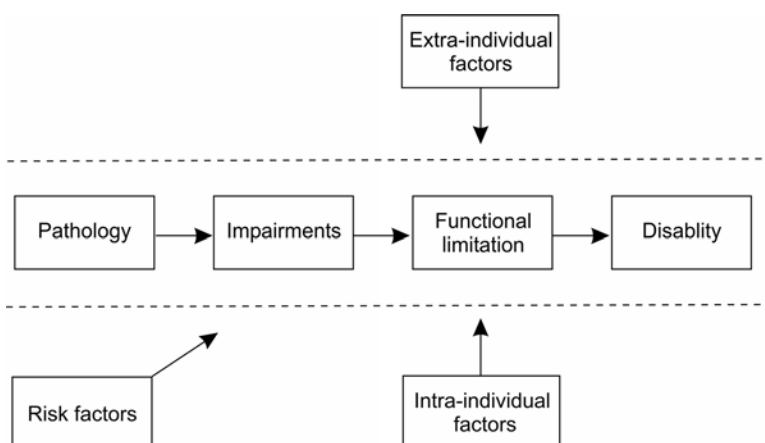 Extra-individual
factors
Pathology
Impairments
Functional
limitation
Disablity
Risk factors
Intra-individual
factors